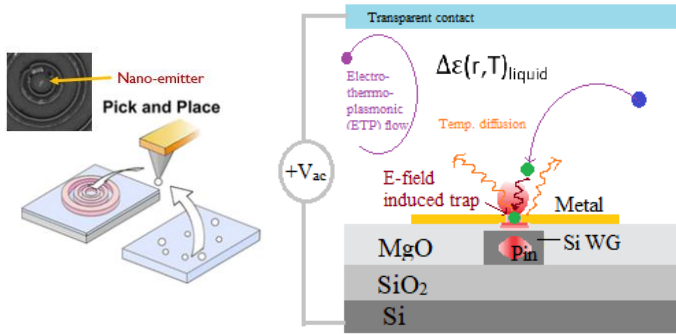 Nano-emitter
Pick and Place
Transparent contact
Electro-
thermo-
plasmonic
(ETP) flow
Δε(r,T)liquid
Temp. diffusion
+Vac
E-field
induced trap
Metal
MgO
Pin
Si WG
SiO2
Si